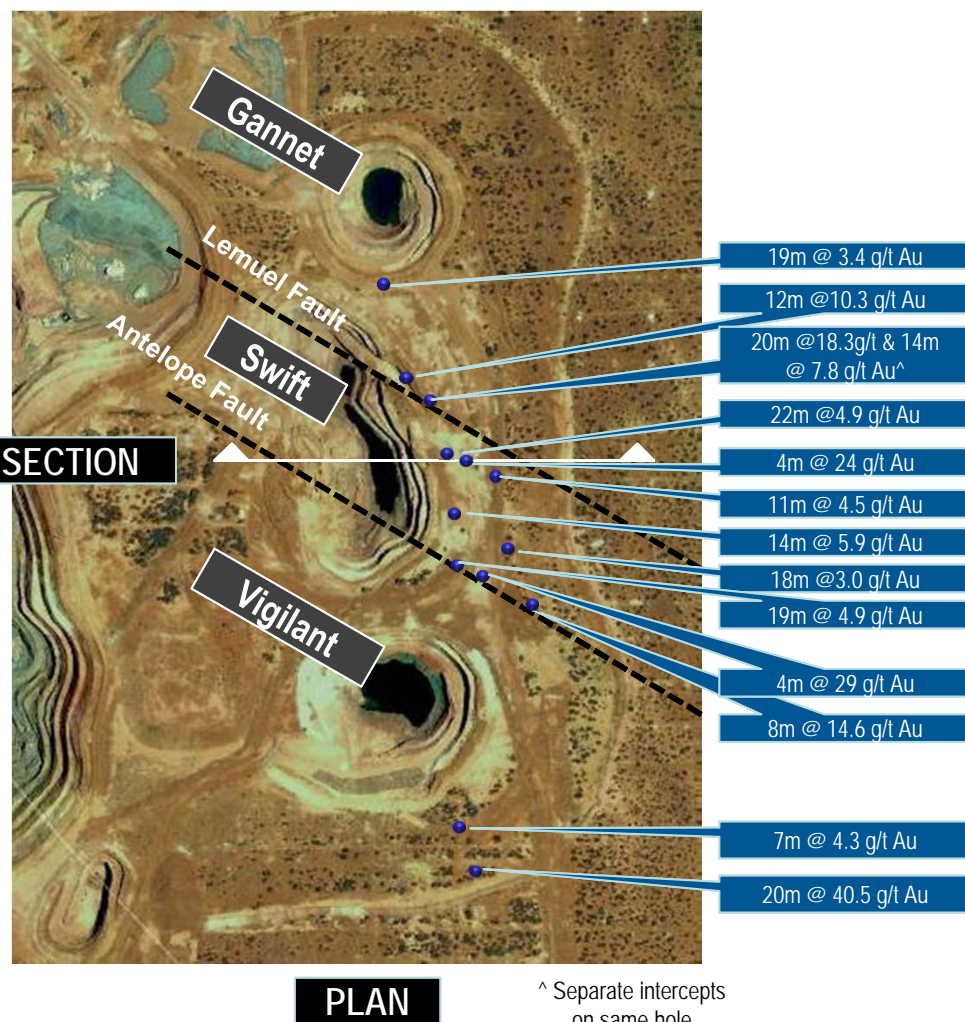 Gannet
Lemuel Fault
Antelope Fault
Swift
SECTION
Vigilant
19m @ 3.4 g/t Au
12m @10.3 g/t Au
20m @18.3g/t & 14m
@ 7.8 g/t Au^
22m @4.9 g/t Au
4m @ 24 g/t Au
11m @ 4.5 g/t Au
14m @ 5.9 g/t Au
18m @3.0 g/t Au
19m @ 4.9 g/t Au
4m @ 29 g/t Au
8m @ 14.6 g/t Au
7m @ 4.3 g/t Au
20m @ 40.5 g/t Au
PLAN
^ Separate intercepts
on same hole